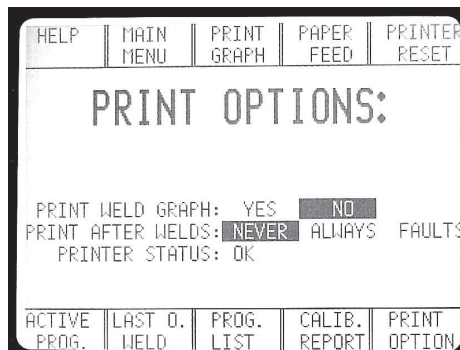 HELP MAIN PRINT PAPER PRINTER
MENU GRAPH FEED RESET
PRINT OPTIONS:
PRINT WELD GRAPH: YES NO
PRINT AFTER WELDS: NEVER ALWAYS FAULTS
PRINTER STATUS: OK
ACTIVE LAST O. PROG. CALIB. PRINT
PROG. WELD LIST REPORT OPTION